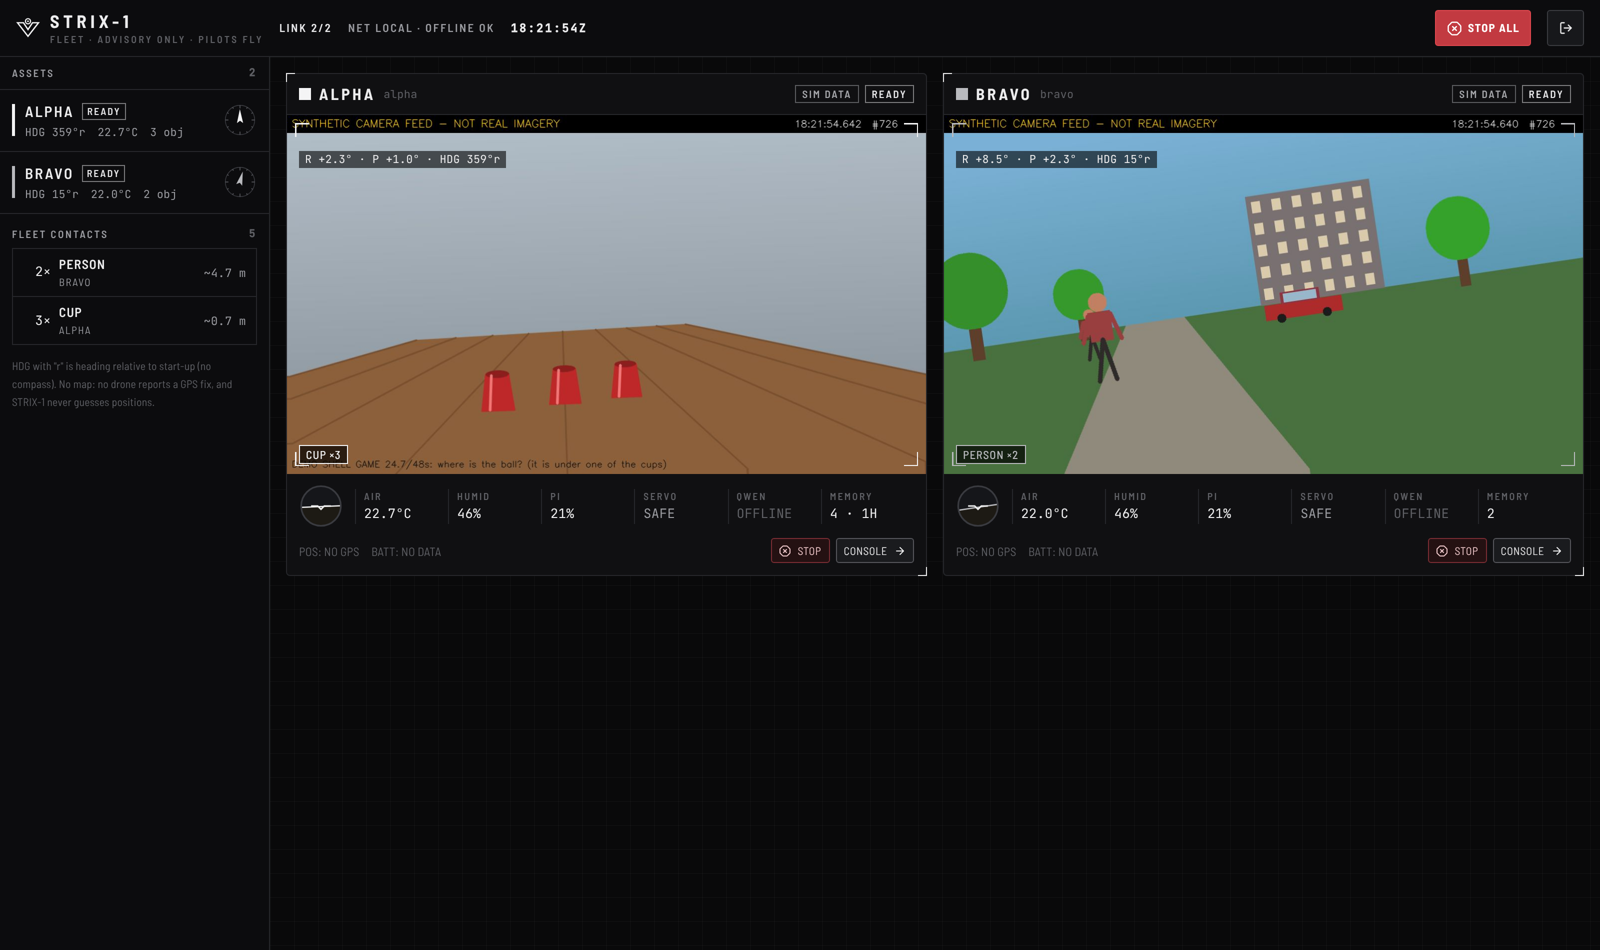 STRIX-1
FLEET · ADVISORY ONLY · PILOTS FLY
LINK 2/2 NET LOCAL · OFFLINE OK 18:21:54Z
STOP ALL
ASSETS 2
ALPHA READY
HDG 359°r 22.7°C 3 obj
BRAVO READY
HDG 15°r 22.0°C 2 obj
FLEET CONTACTS 5
2× PERSON ~4.7 m
BRAVO
3× CUP ~0.7 m
ALPHA
HDG with "r" is heading relative to start-up (no
compass). No map: no drone reports a GPS fix, and
STRIX-1 never guesses positions.
ALPHA alpha SIM DATA READY
SYNTHETIC CAMERA FEED – NOT REAL IMAGERY 18:21:54.642 #726
R +2.3° · P +1.0° · HDG 359°r
CUP ×3
SHELL GAME 24.7/48s: where is the ball? (it is under one of the cups)
AIR HUMID PI SERVO QWEN MEMORY
22.7°C 46% 21% SAFE OFFLINE 4 · 1H
POS: NO GPS BATT: NO DATA STOP CONSOLE →
BRAVO bravo SIM DATA READY
SYNTHETIC CAMERA FEED – NOT REAL IMAGERY 18:21:54.640 #726
R +8.5° · P +2.3° · HDG 15°r
PERSON ×2
AIR HUMID PI SERVO QWEN MEMORY
22.0°C 46% 21% SAFE OFFLINE 2
POS: NO GPS BATT: NO DATA STOP CONSOLE →